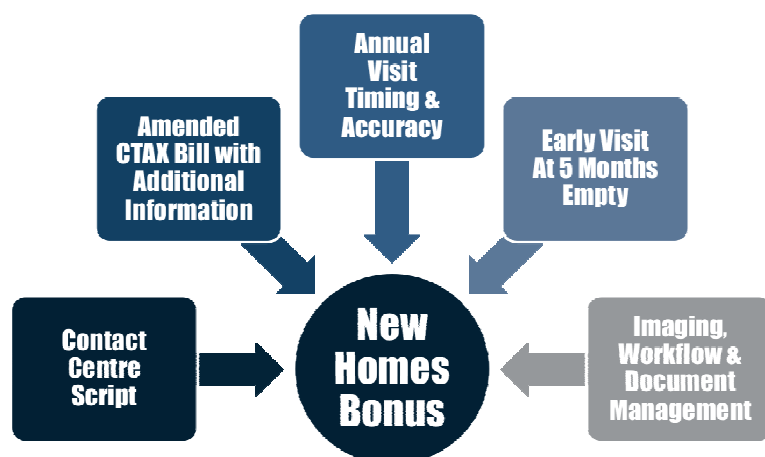 Annual
Visit
Timing &
Accuracy
Amended
CTAX Bill with
Additional
Information
Early Visit
At 5 Months
Empty
Contact
Centre
Script
New
Homes
Bonus
Imaging,
Workflow &
Document
Management